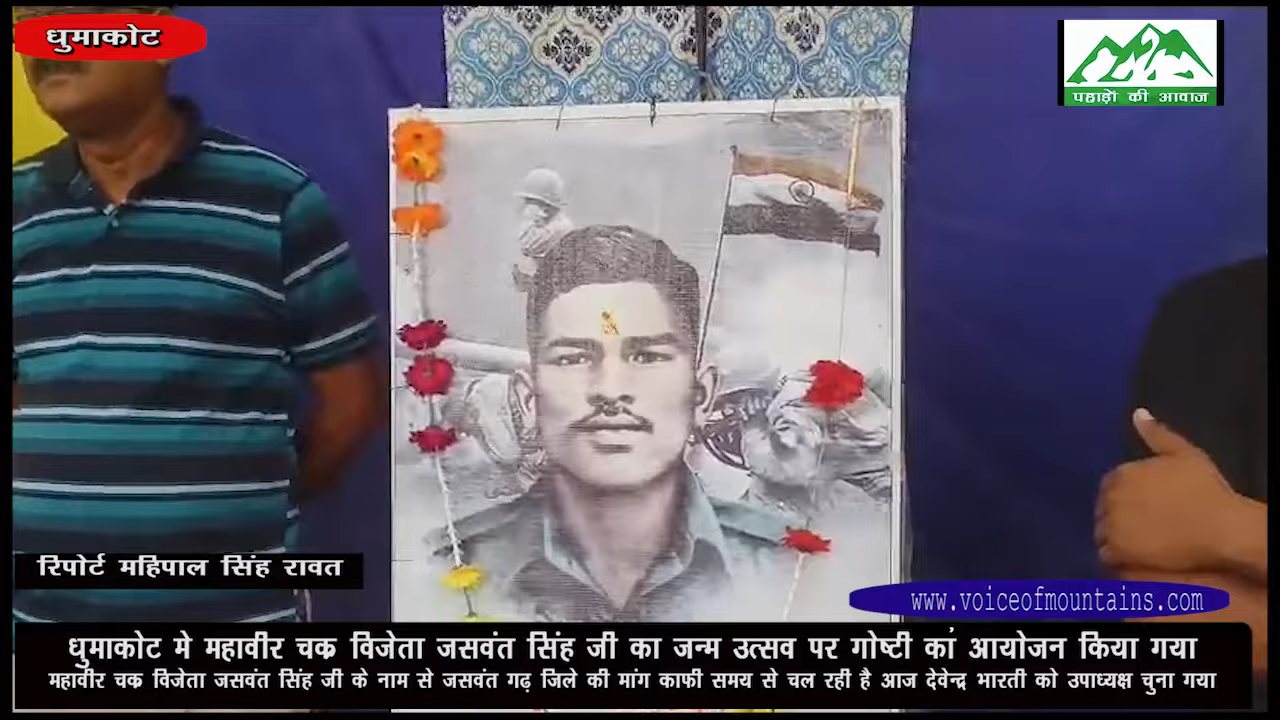 धुमाकोट
पहाड़ों की आवाज
रिपोर्ट महिपाल सिंह रावत
www.voiceofmountains.com
धुमाकोट मे महावीर चक्र विजेता जसवंत सिंह जी का जन्म उत्सव पर गोष्टी कां आयोजन किया गया
महावीर चक्र विजेता जसवंत सिंह जी के नाम से जसवंत गढ़ जिले की मांग काफी समय से चल रही है आज देवेन्द्र भारती को उपाध्यक्ष चुना गया